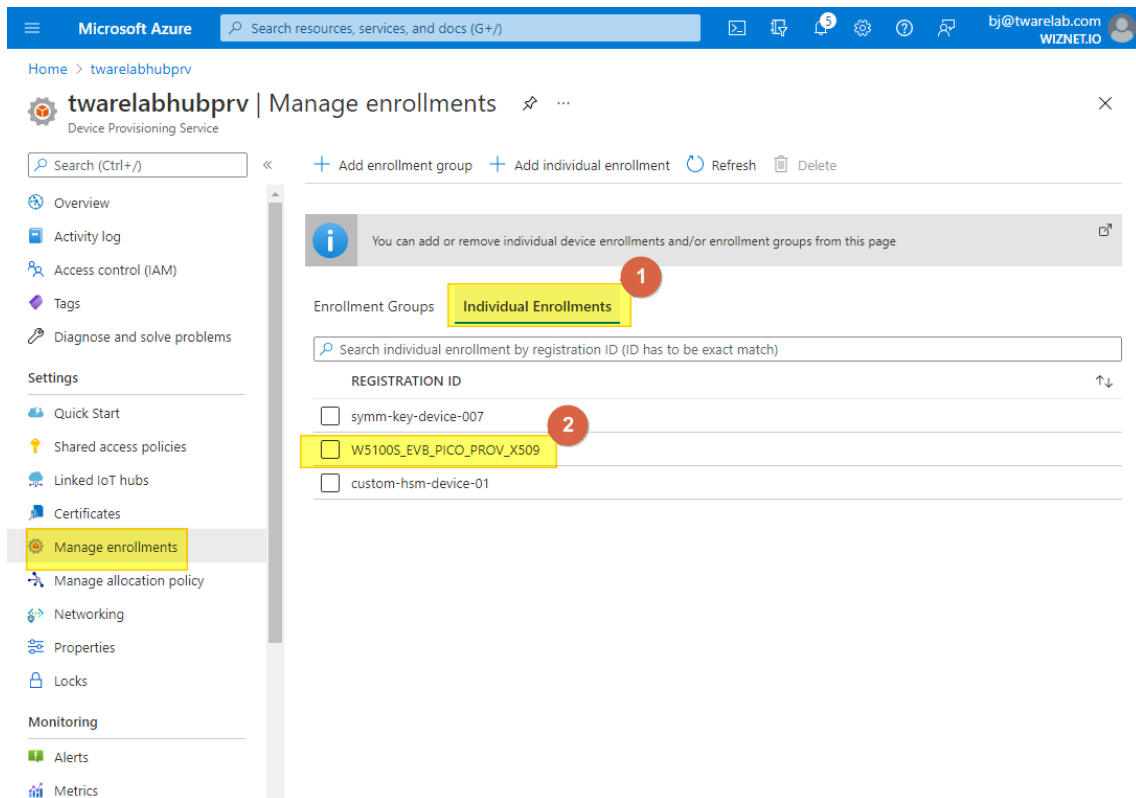 Microsoft Azure
Search resources, services, and docs (G+/)
5
bj@twarelab.com
WIZNET.IO
Home > twarelabhubprv
twarelabhubprv | Manage enrollments
Device Provisioning Service
Search (Ctrl+/)
Add enrollment group
Add individual enrollment
Refresh
Delete
Overview
Activity log
Access control (IAM)
Tags
Diagnose and solve problems
Settings
Quick Start
Shared access policies
Linked IoT hubs
Certificates
Manage enrollments
Manage allocation policy
Networking
Properties
Locks
Monitoring
Alerts
Metrics
You can add or remove individual device enrollments and/or enrollment groups from this page
1
Enrollment Groups
Individual Enrollments
Search individual enrollment by registration ID (ID has to be exact match)
REGISTRATION ID
symm-key-device-007
2
W5100S_EVB_PICO_PROV_X509
custom-hsm-device-01